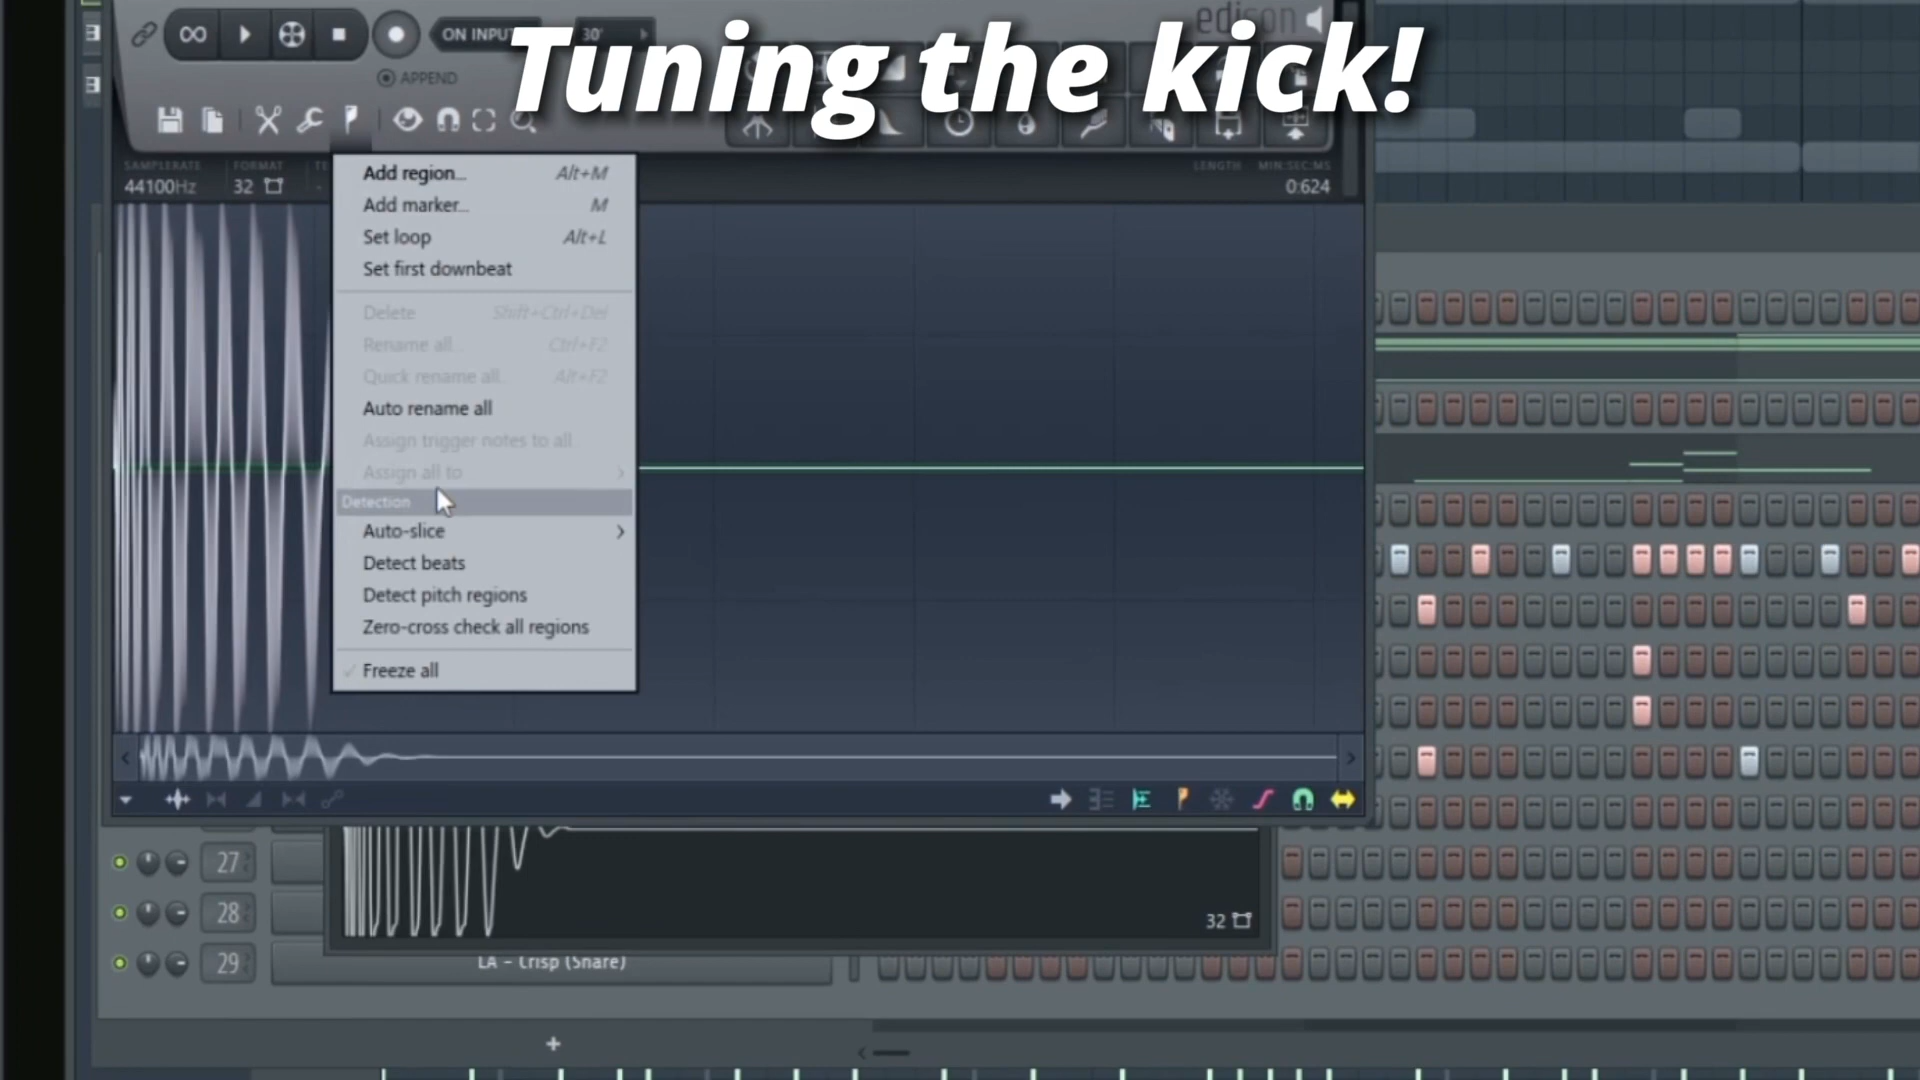 edison
Tuning the kick!
ON INPUT
30'
APPEND
SAMPLERATE
FORMAT
LENGTH
MIN:SEC:MS
44100Hz
32
0:624
Add region... Alt+M
Add marker... M
Set loop Alt+L
Set first downbeat
Delete Shift+Ctrl+Del
Rename all... Ctrl+F2
Quick rename all... Alt+F2
Auto rename all
Assign trigger notes to all
Assign all to
Detection
Auto-slice
Detect beats
Detect pitch regions
Zero-cross check all regions
Freeze all
27
28
32
29
LA - Crisp (Snare)